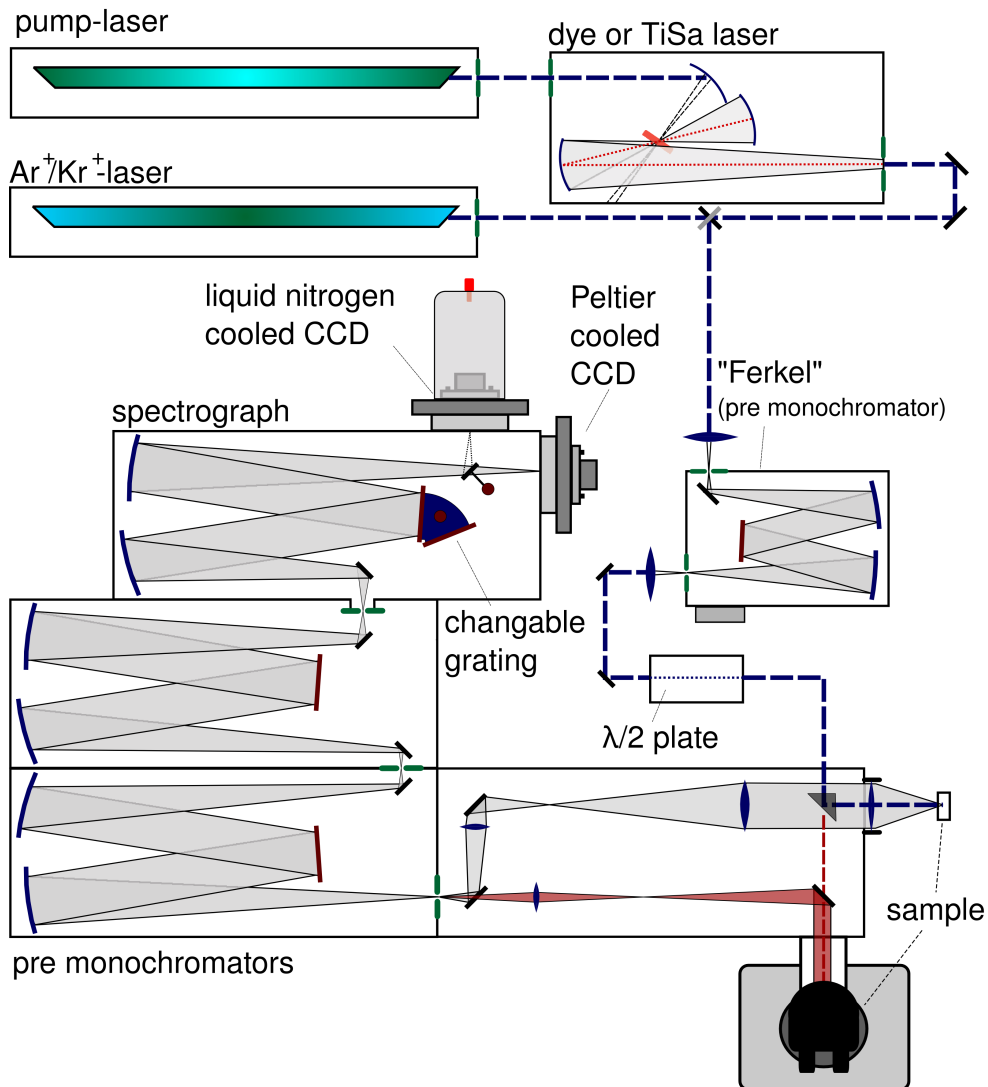 pump-laser
dye or TiSa laser
Ar⁺/Kr⁺-laser
liquid nitrogen
cooled CCD
Peltier
cooled
CCD
"Ferkel"
(pre monochromator)
spectrograph
changable
grating
λ/2 plate
sample
pre monochromators